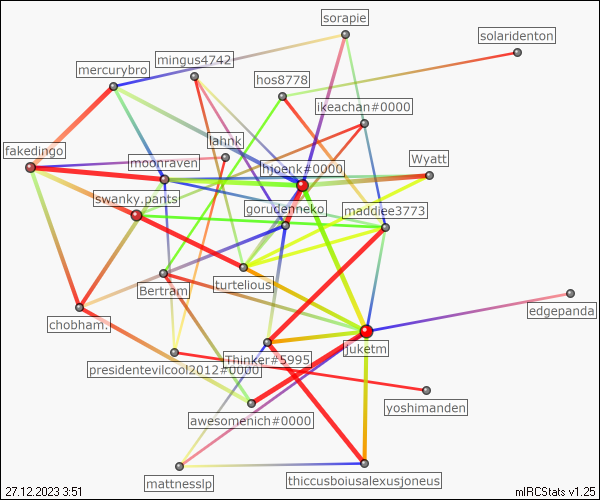 sorapie
solaridenton
mingus4742
mercurybro
hos8778
ikeachan#0000
lahnk
fakedingo
moonraven
hyoenk#0000
Wyatt
swanky.pants
gorudenneko
maddiee3773
Bertram
turtelious
edgepanda
chobham.
juketm
Thinker#5995
presidentevilcool2012#0000
yoshimanden
awesomenich#0000
mattnesslp
thiccusboiusalexusjoneus
27.12.2023 3:51
mIRCStats v1.25